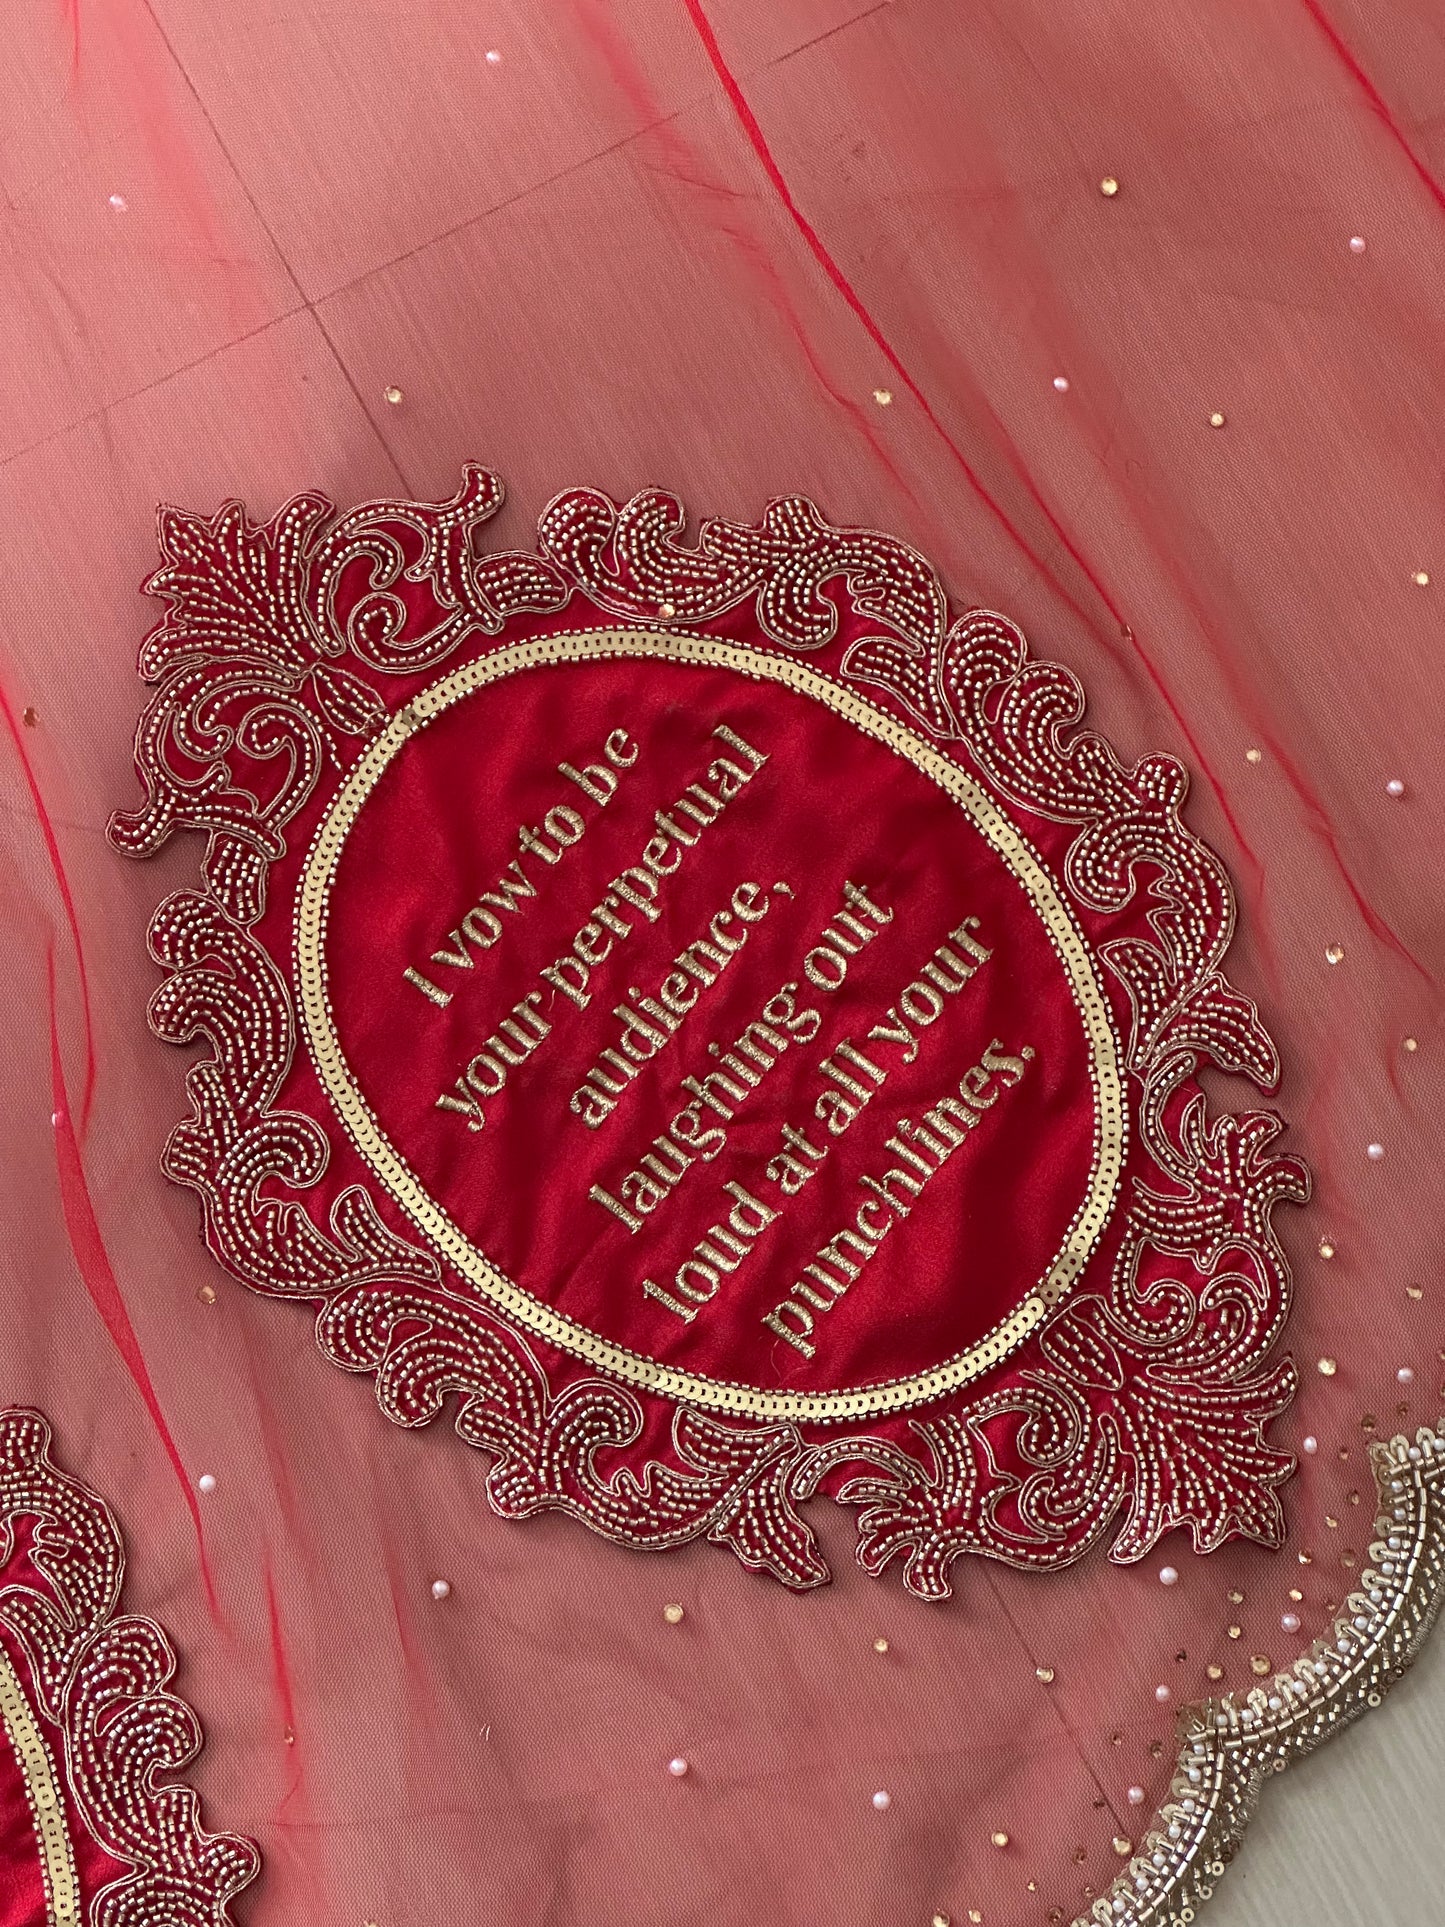 I vow to be
your perpetual
audience,
laughing out
loud at all your
punchlines.